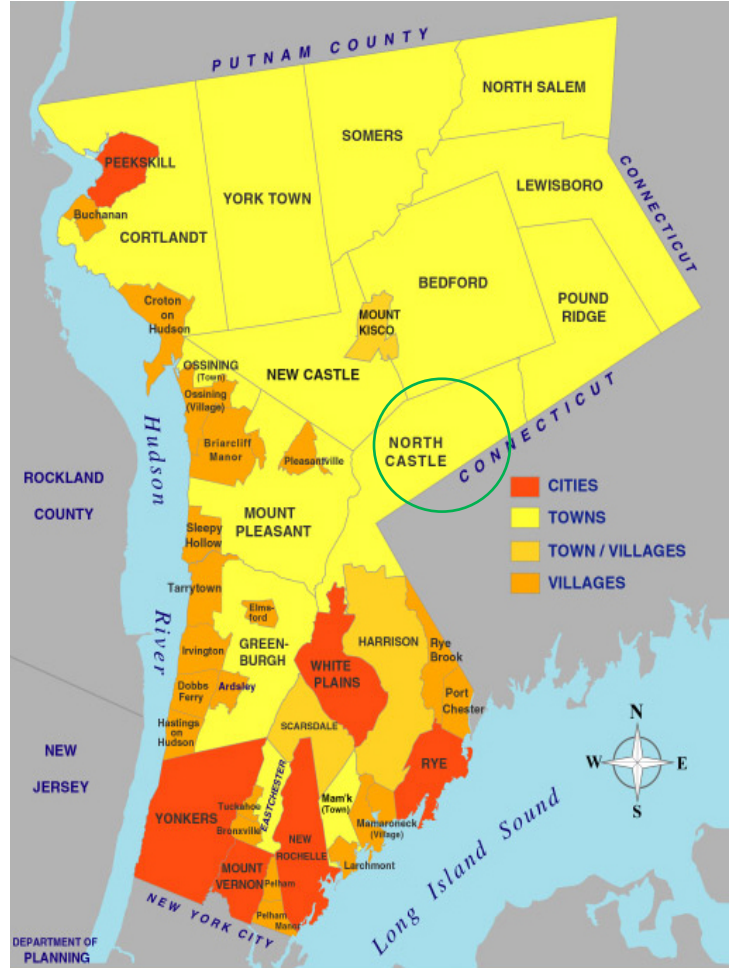 PUTNAM COUNTY
NORTH SALEM
SOMERS
PEEKSKILL
CONNECTICUT
LEWISBORO
YORK TOWN
Buchanan
CORTLANDT
BEDFORD
POUND
RIDGE
Croton
on
Hudson
MOUNT
KISCO
OSSINING
(Town)
NEW CASTLE
Ossining
(Village)
Hudson
River
Briarcliff
Manor
Pleasantville
NORTH
CASTLE
CONNECTICUT
ROCKLAND
COUNTY
CITIES
TOWNS
TOWN / VILLAGES
VILLAGES
MOUNT
PLEASANT
Sleepy
Hollow
Tarrytown
Elms-
ford
GREEN-
BURGH
HARRISON
Rye
Brook
Irvington
WHITE
PLAINS
Dobbs
Ferry
Ardsley
Port
Chester
Hastings
on
Hudson
SCARSDALE
NEW
JERSEY
N
W
E
S
RYE
EASTCHESTER
Mam'k
(Town)
Tuckahoe
YONKERS
Bronxville
Mamaroneck
(Village)
NEW
ROCHELLE
Larchmont
MOUNT
VERNON
Pelham
Long Island Sound
Pelham
Manor
NEW YORK CITY
DEPARTMENT OF
PLANNING